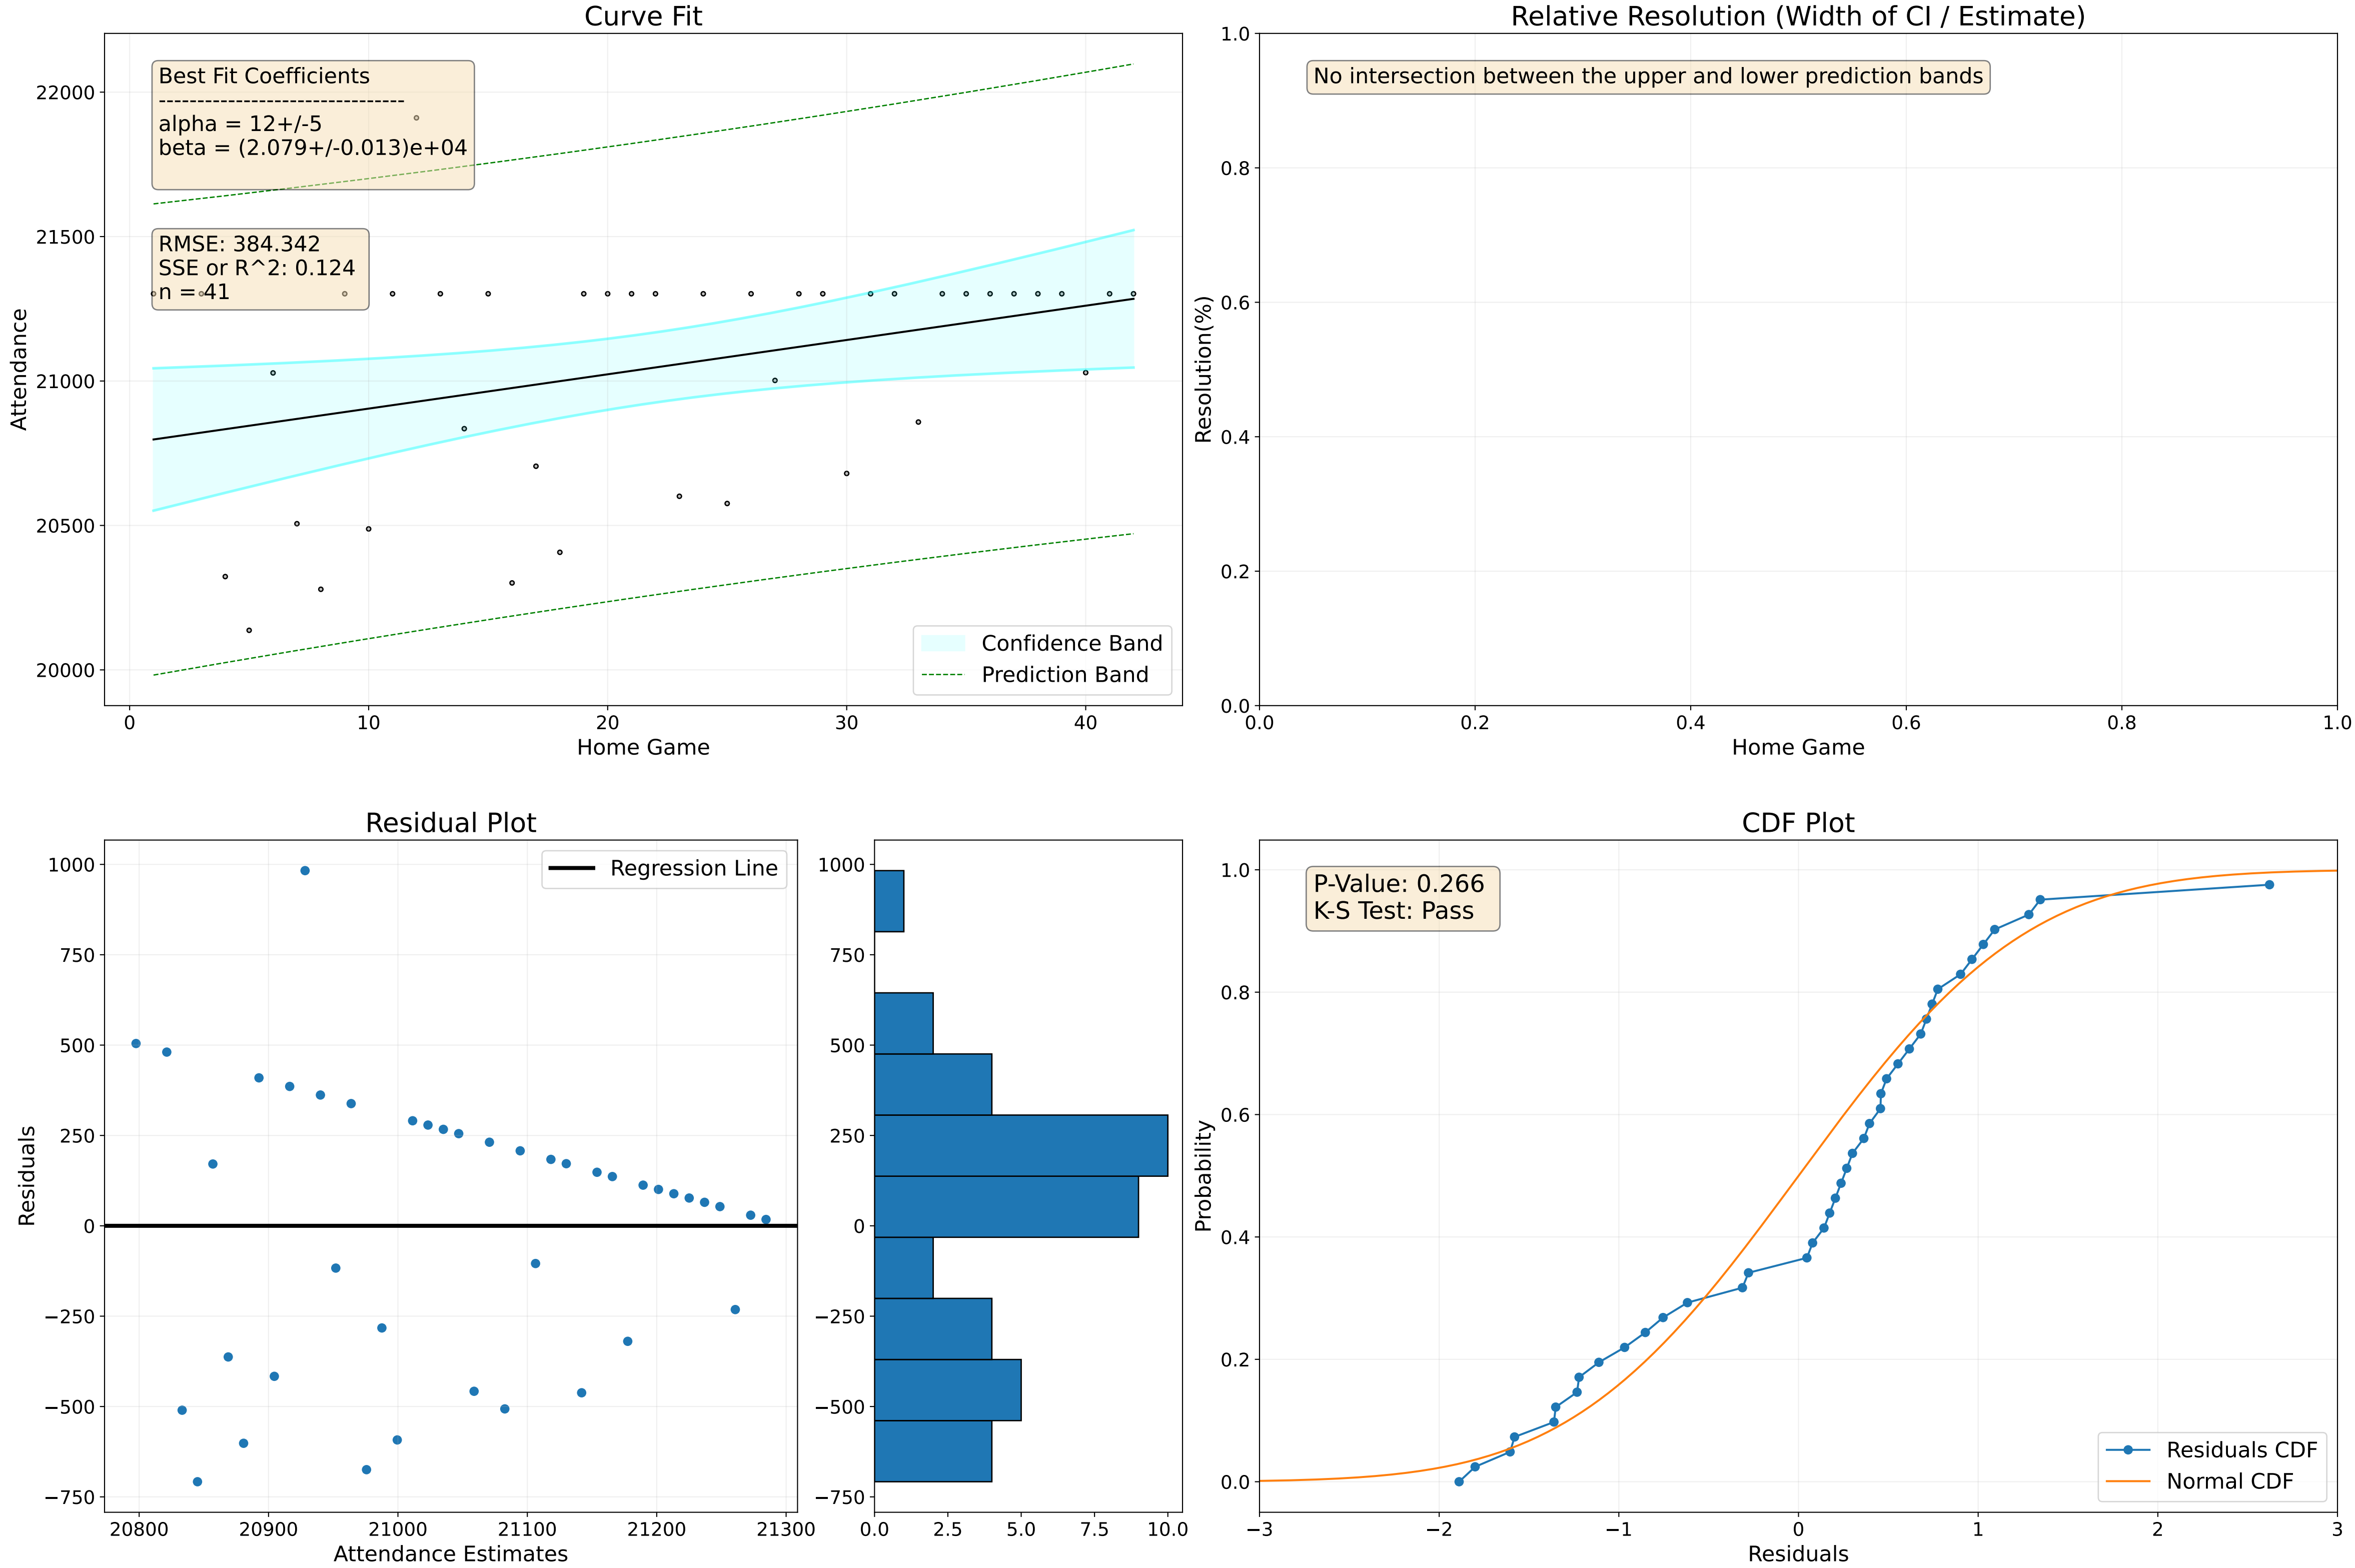 Curve Fit
Best Fit Coefficients
----------------------------
alpha = 12+/-5
beta = (2.079+/-0.013)e+04
RMSE: 384.342
SSE or R^2: 0.124
n = 41
22000
21500
21000
20500
20000
Attendance
0
10
20
30
40
Home Game
Confidence Band
Prediction Band
Relative Resolution (Width of CI / Estimate)
No intersection between the upper and lower prediction bands
1.0
0.8
0.6
0.4
0.2
0.0
Resolution(%)
0.0
0.2
0.4
0.6
0.8
1.0
Home Game
Residual Plot
Regression Line
1000
750
500
250
0
−250
−500
−750
Residuals
20800
20900
21000
21100
21200
21300
Attendance Estimates
1000
750
500
250
0
−250
−500
−750
0.0
2.5
5.0
7.5
10.0
CDF Plot
P-Value: 0.266
K-S Test: Pass
1.0
0.8
0.6
0.4
0.2
0.0
Probability
−3
−2
−1
0
1
2
3
Residuals
Residuals CDF
Normal CDF